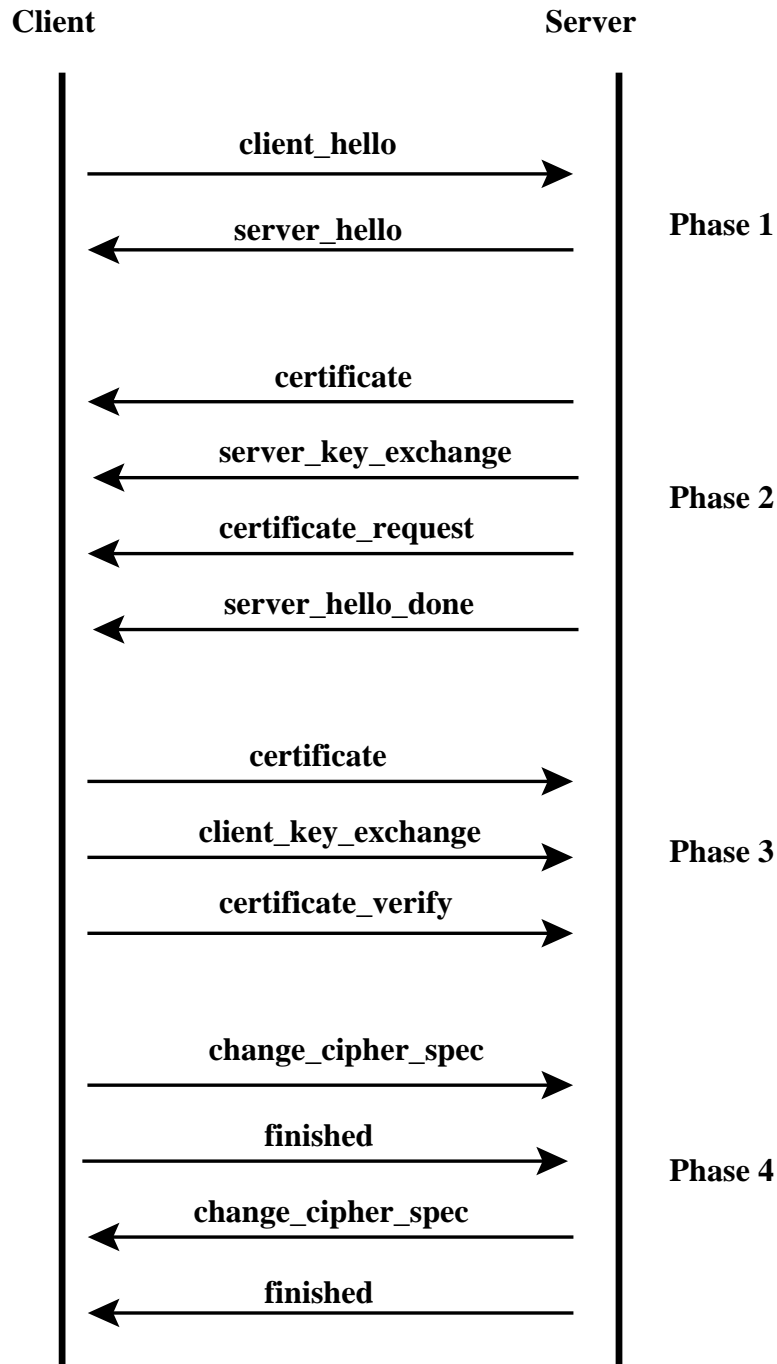 Client
Server
client_hello
server_hello
Phase 1
certificate
server_key_exchange
certificate_request
server_hello_done
Phase 2
certificate
client_key_exchange
certificate_verify
Phase 3
change_cipher_spec
finished
change_cipher_spec
finished
Phase 4